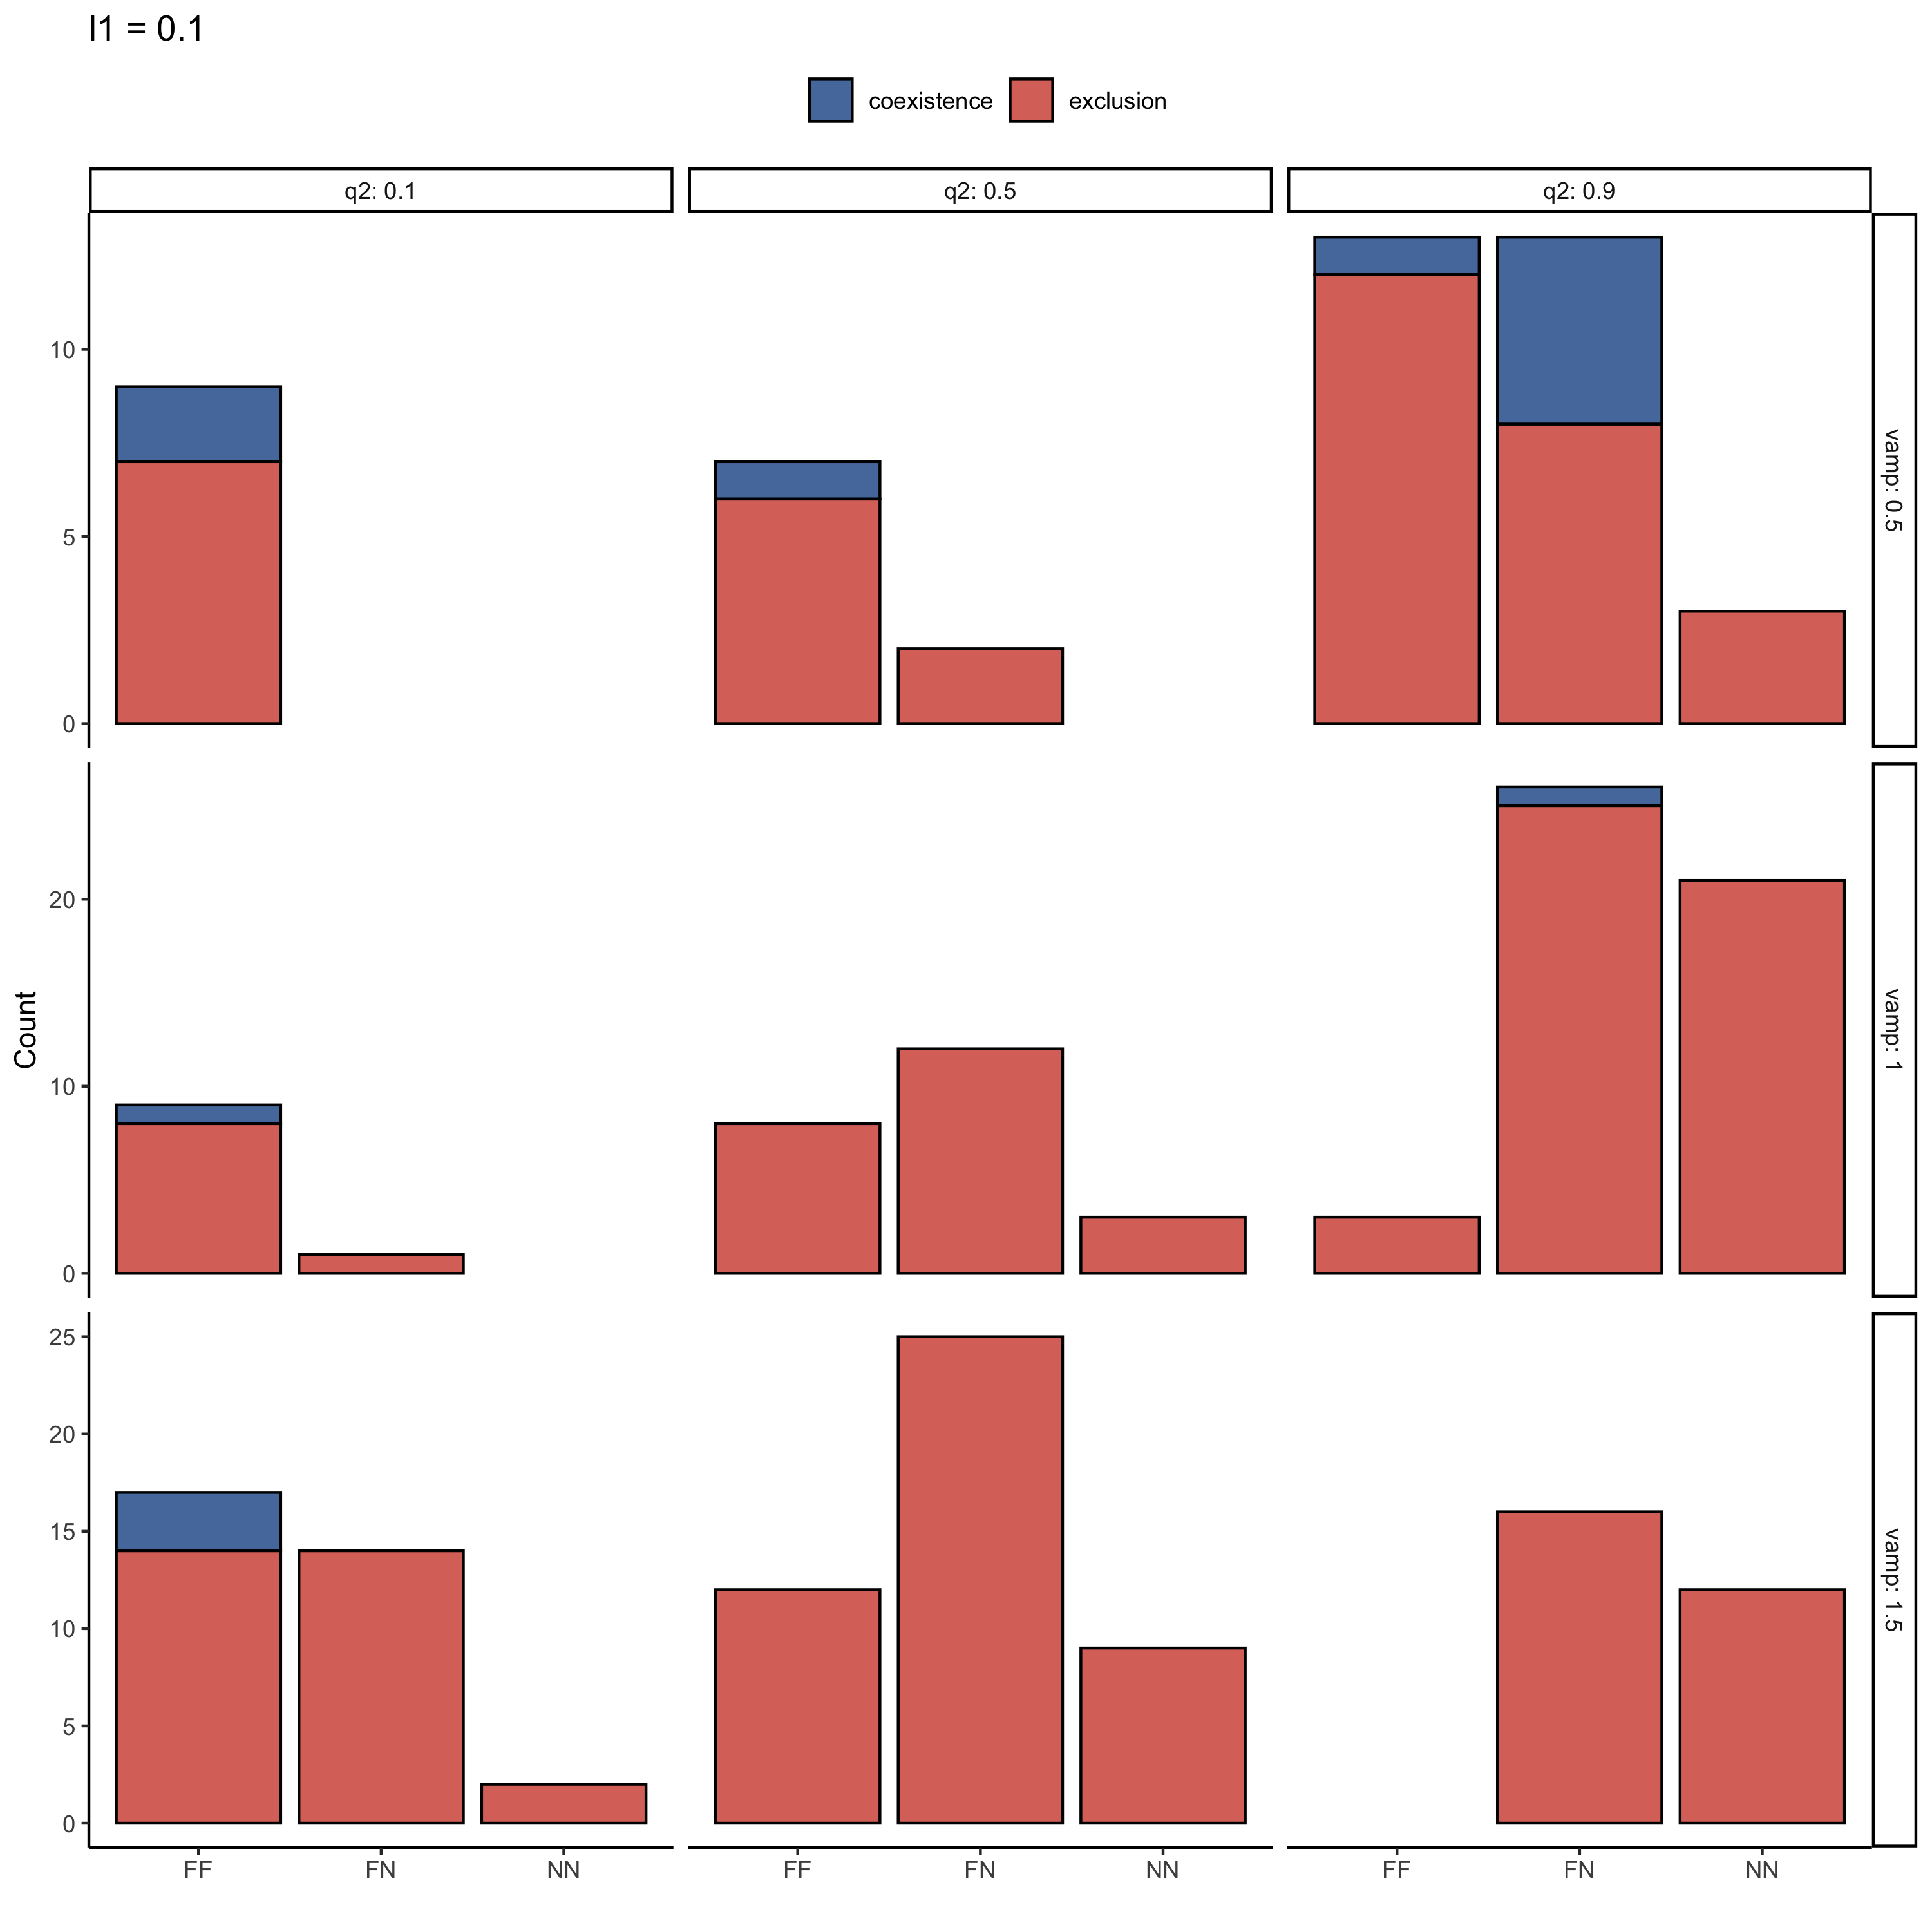 l1 = 0.1
coexistence exclusion
q2: 0.1 q2: 0.5 q2: 0.9
10
5
0
vamp: 0.5
Count
20
10
0
vamp: 1
25
20
15
10
5
0
vamp: 1.5
FF FN NN FF FN NN FF FN NN